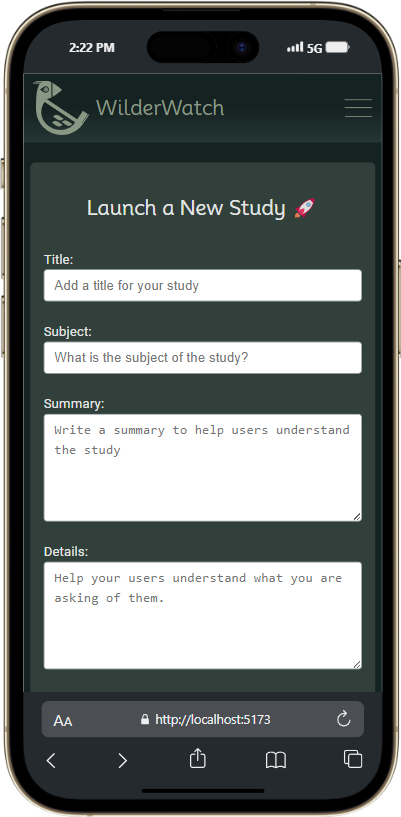 2:22 PM
5G
WilderWatch
Launch a New Study 🚀
Title:
Add a title for your study
Subject:
What is the subject of the study?
Summary:
Write a summary to help users understand
the study
Details:
Help your users understand what you are
asking of them.
AA
http://localhost:5173